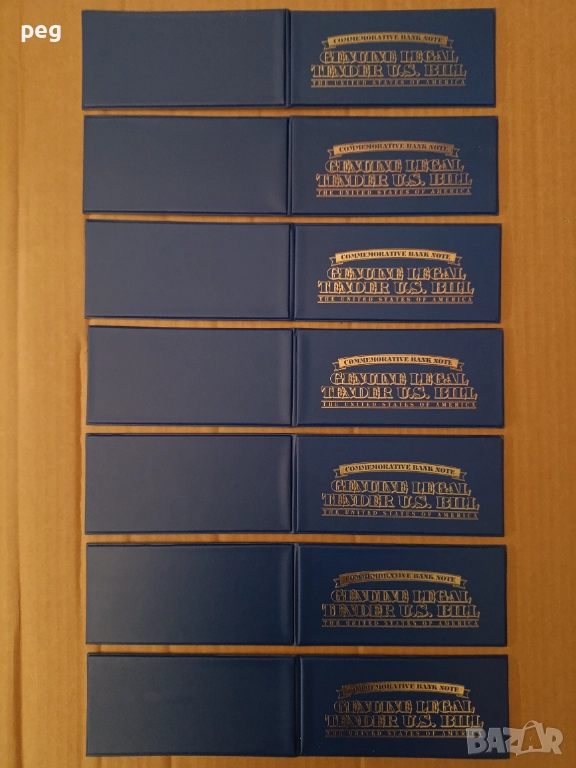 peg
COMMEMORATIVE BANK NOTE
GENUINE LEGAL
TENDER U.S. BILL
THE UNITED STATES OF AMERICA
COMMEMORATIVE BANK NOTE
GENUINE LEGAL
TENDER U.S. BILL
THE UNITED STATES OF AMERICA
COMMEMORATIVE BANK NOTE
GENUINE LEGAL
TENDER U.S. BILL
THE UNITED STATES OF AMERICA
COMMEMORATIVE BANK NOTE
GENUINE LEGAL
TENDER U.S. BILL
THE UNITED STATES OF AMERICA
COMMEMORATIVE BANK NOTE
GENUINE LEGAL
TENDER U.S. BILL
THE UNITED STATES OF AMERICA
COMMEMORATIVE BANK NOTE
GENUINE LEGAL
TENDER U.S. BILL
THE UNITED STATES OF AMERICA
COMMEMORATIVE BANK NOTE
GENUINE LEGAL
TENDER U.S. BILL
THE UNITED STATES OF AMERICA
BAZAR